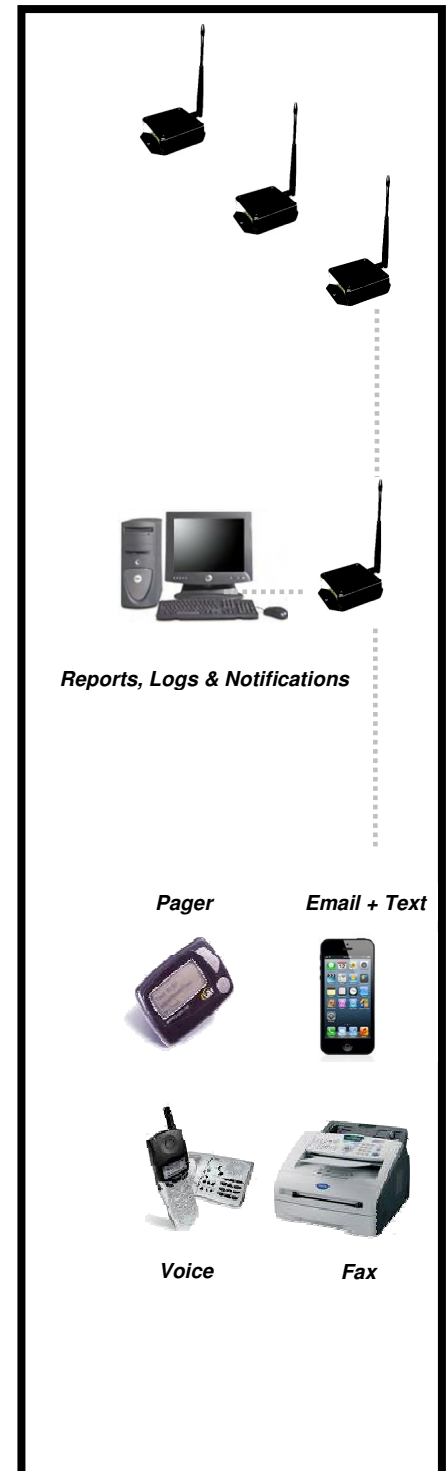 Reports, Logs & Notifications
Pager Email + Text
Voice Fax